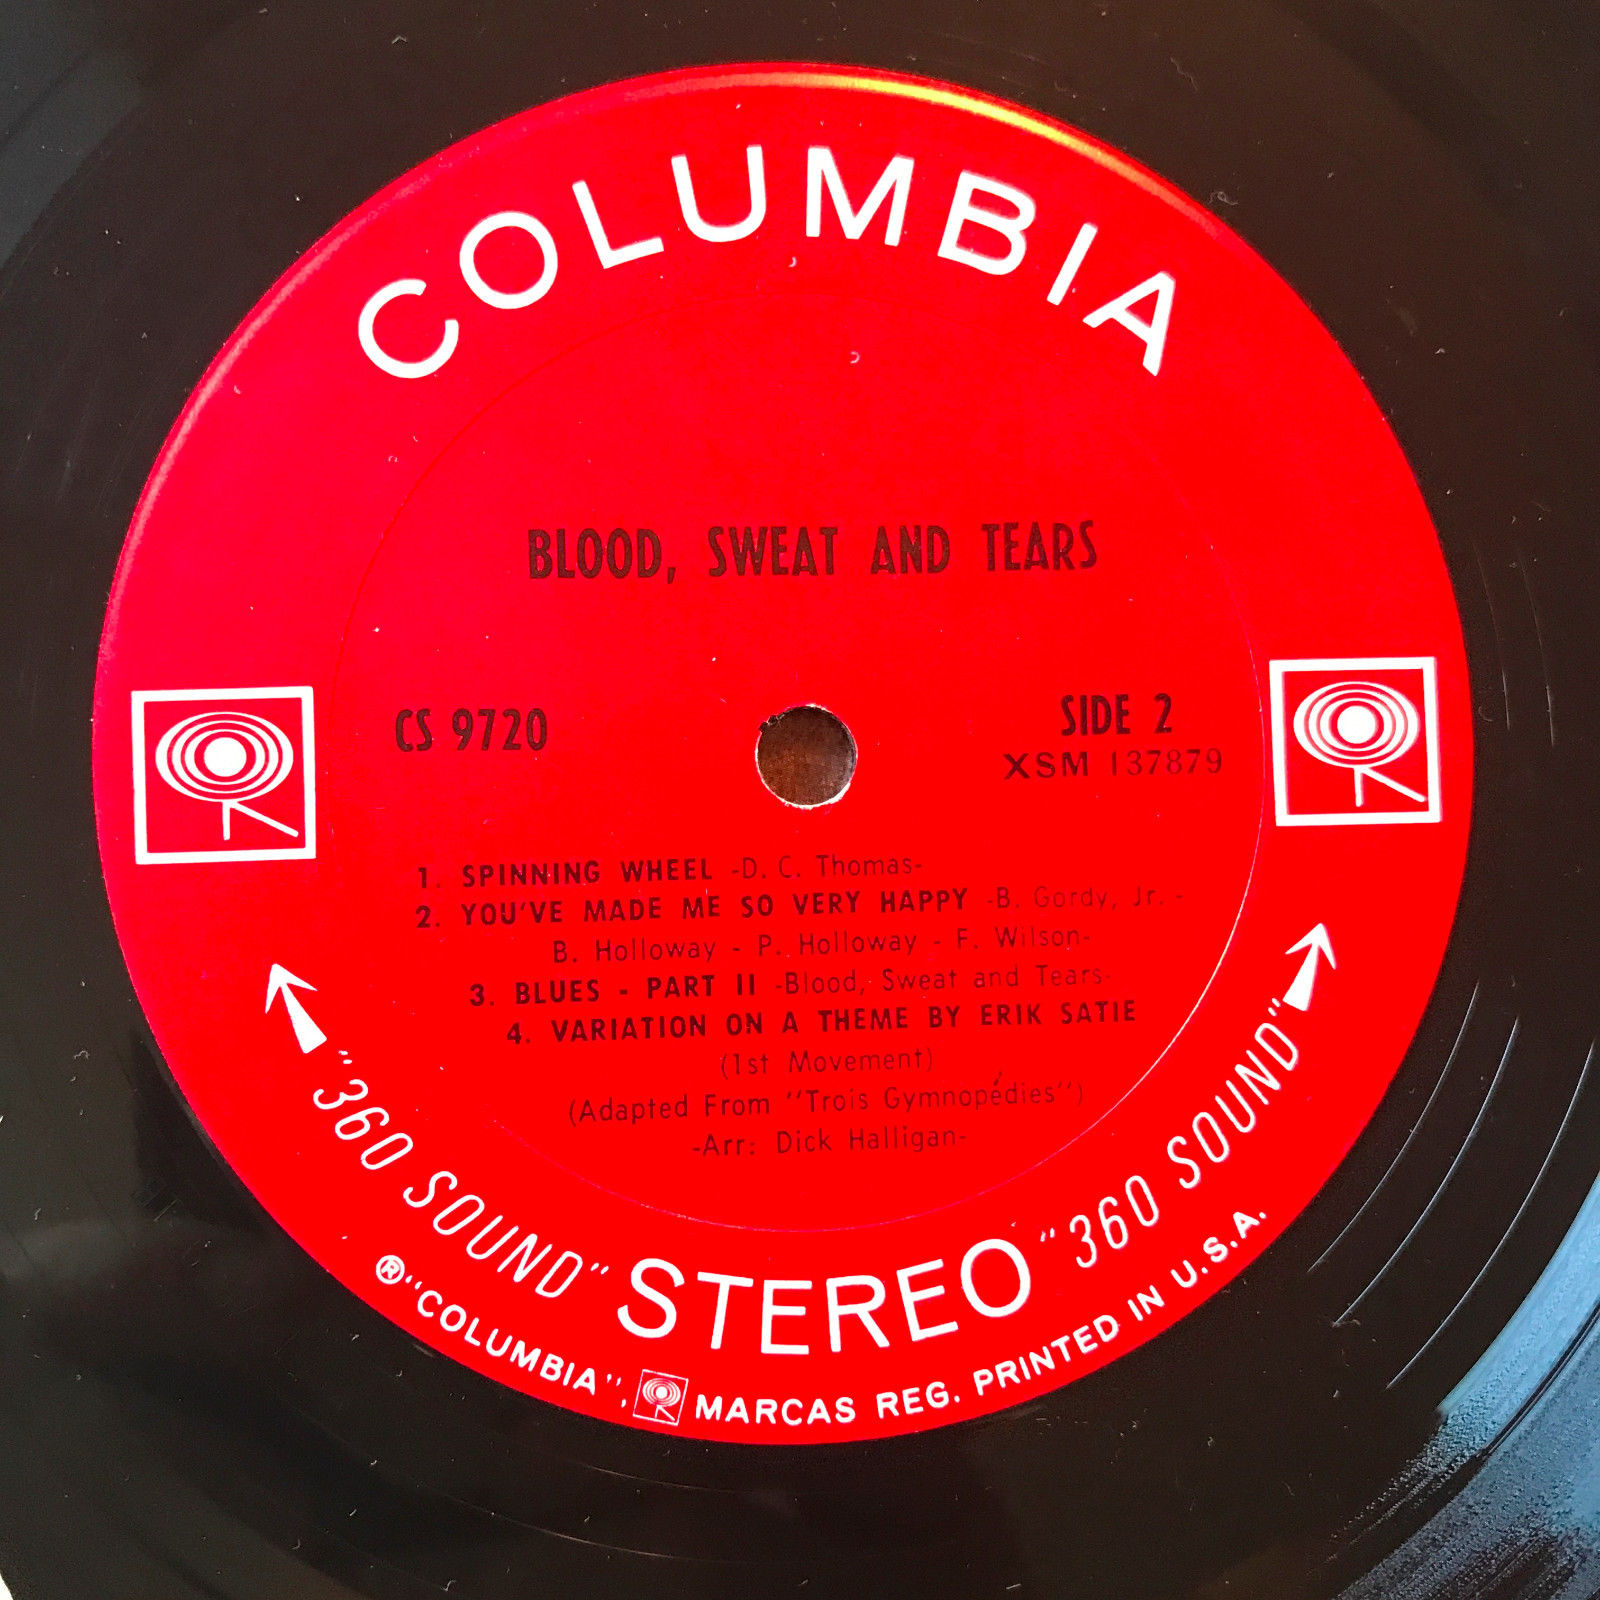 COLUMBIA
BLOOD, SWEAT AND TEARS
CS 9720
SIDE 2
XSM 137879
1. SPINNING WHEEL -D. C. Thomas-
2. YOU'VE MADE ME SO VERY HAPPY -B. Gordy, Jr. -
B. Holloway - P. Holloway - F. Wilson-
3. BLUES - PART II -Blood, Sweat and Tears-
4. VARIATION ON A THEME BY ERIK SATIE
(1st Movement)
(Adapted From "Trois Gymnopédies")
-Arr: Dick Halligan-
"360 SOUND" STEREO "360 SOUND"
® "COLUMBIA", MARCAS REG. PRINTED IN U.S.A.